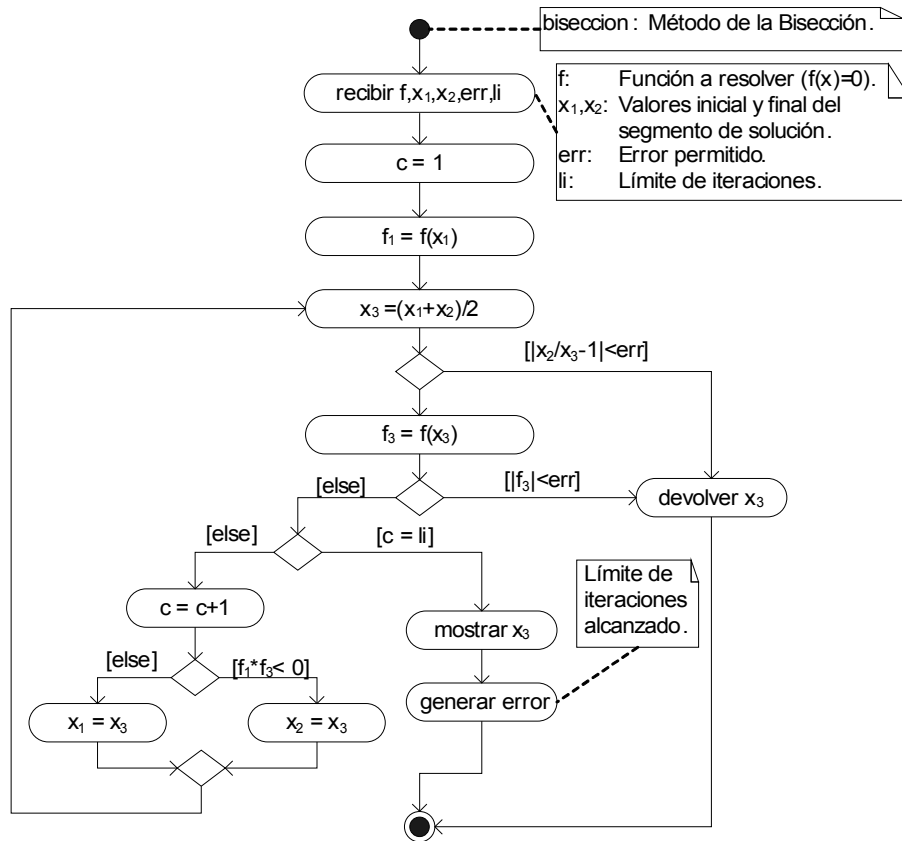 biseccion: Método de la Bisección.
recibir f,x₁,x₂,err,li
f: Función a resolver (f(x)=0).
x₁,x₂: Valores inicial y final del
segmento de solución.
err: Error permitido.
li: Límite de iteraciones.
c = 1
f₁ = f(x₁)
x₃ =(x₁+x₂)/2
[|x₂/x₃-1|<err]
f₃ = f(x₃)
[else]
[|f₃|<err]
devolver x₃
[else]
[c = li]
Límite de
iteraciones
alcanzado.
c = c+1
mostrar x₃
[else]
[f₁*f₃< 0]
generar error
x₁ = x₃
x₂ = x₃